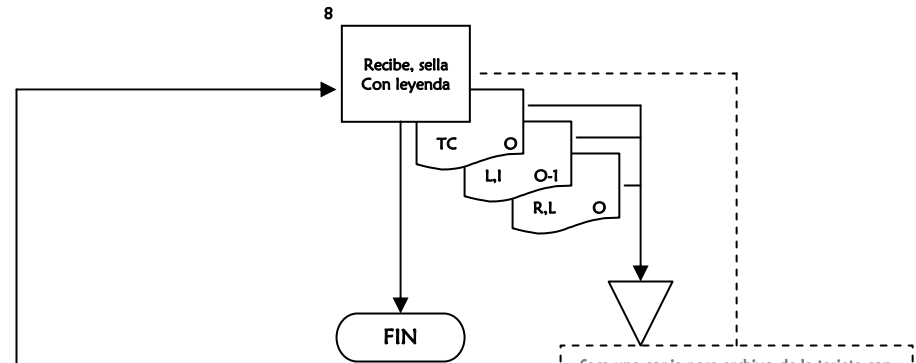 8
Recibe, sella
Con leyenda
TC O
L,I O-1
R,L O
FIN